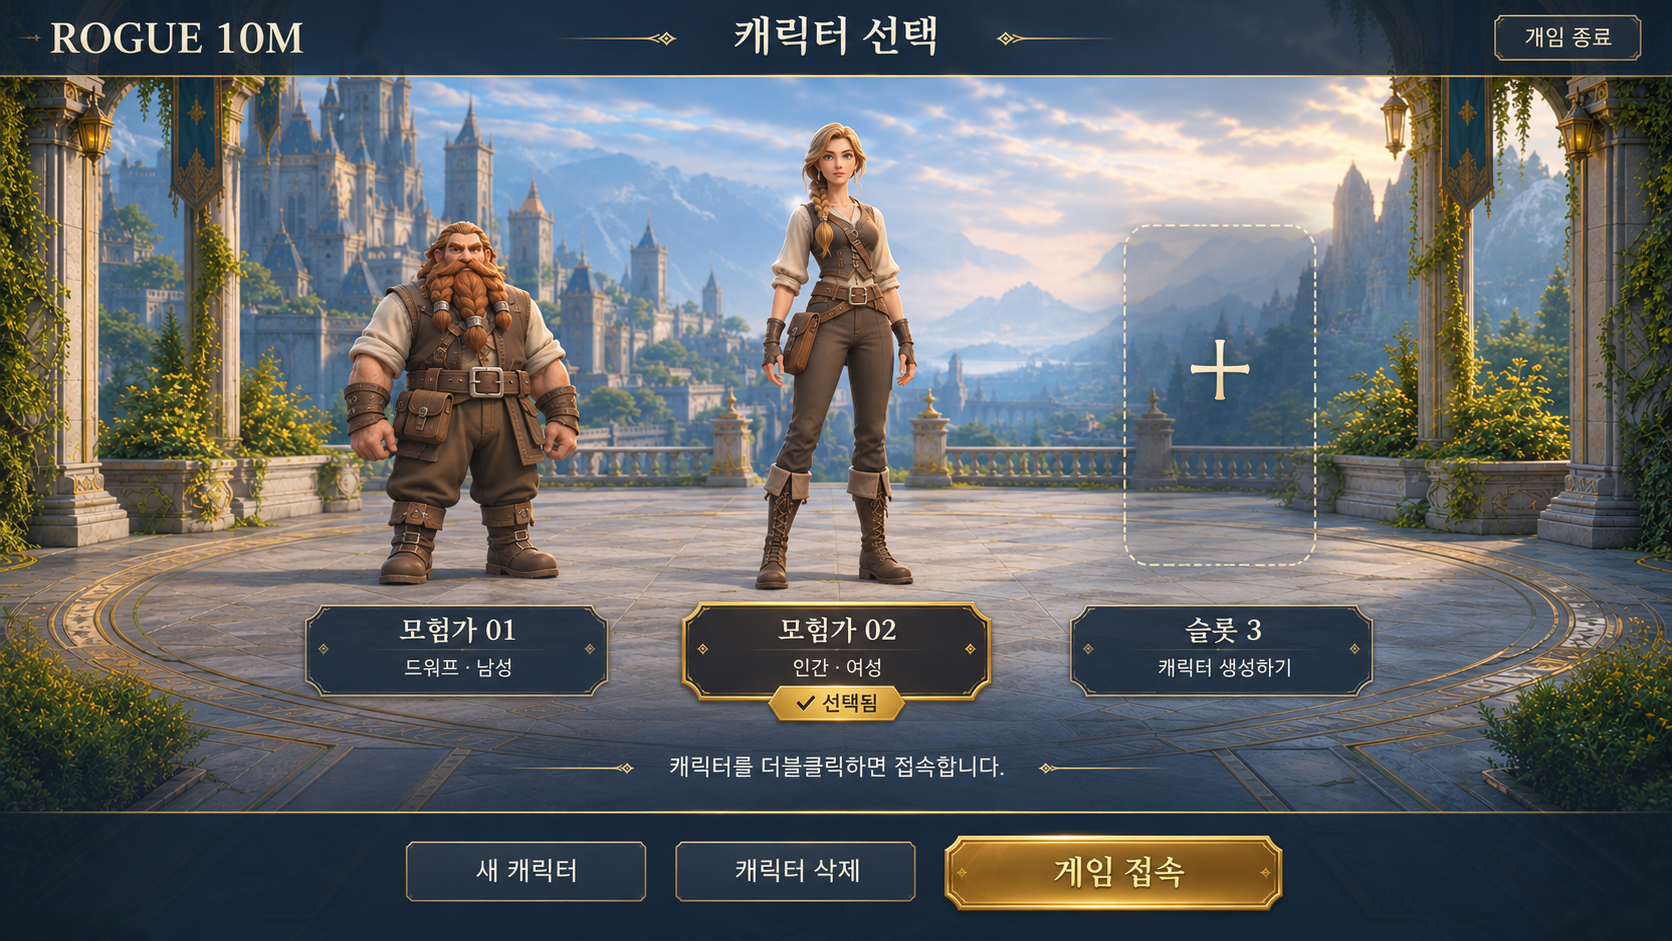 ROGUE 10M
캐릭터 선택
개임 종료
모험가 01
드워프 · 남성
모험가 02
인간 · 여성
✓ 선택됨
슬롯 3
캐릭터 생성하기
캐릭터를 더블클릭하면 접속합니다.
새 캐릭터
캐릭터 삭제
게임 접속